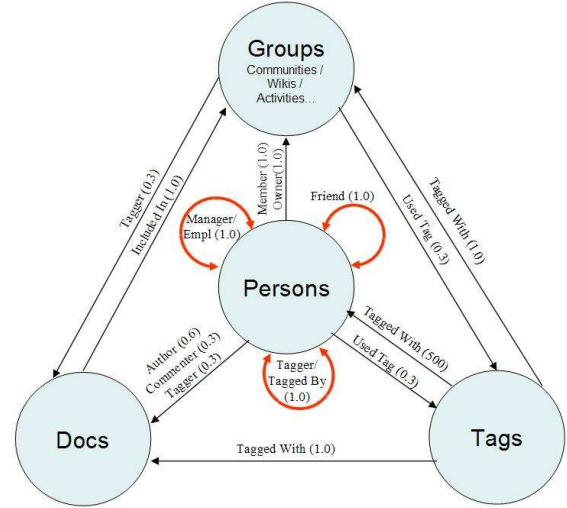 Groups
Communities /
Wikis /
Activities...
Tagger (0.3)
Included In (1.0)
Member (1.0)
Owner(1.0)
Used Tag (0.3)
Tagged With (1.0)
Manager/
Empl (1.0)
Friend (1.0)
Persons
Author (0.6)
Commenter (0.3)
Tagger (0.3)
Tagger/
Tagged By
(1.0)
Tagged With (500)
Used Tag (0.3)
Docs
Tags
Tagged With (1.0)